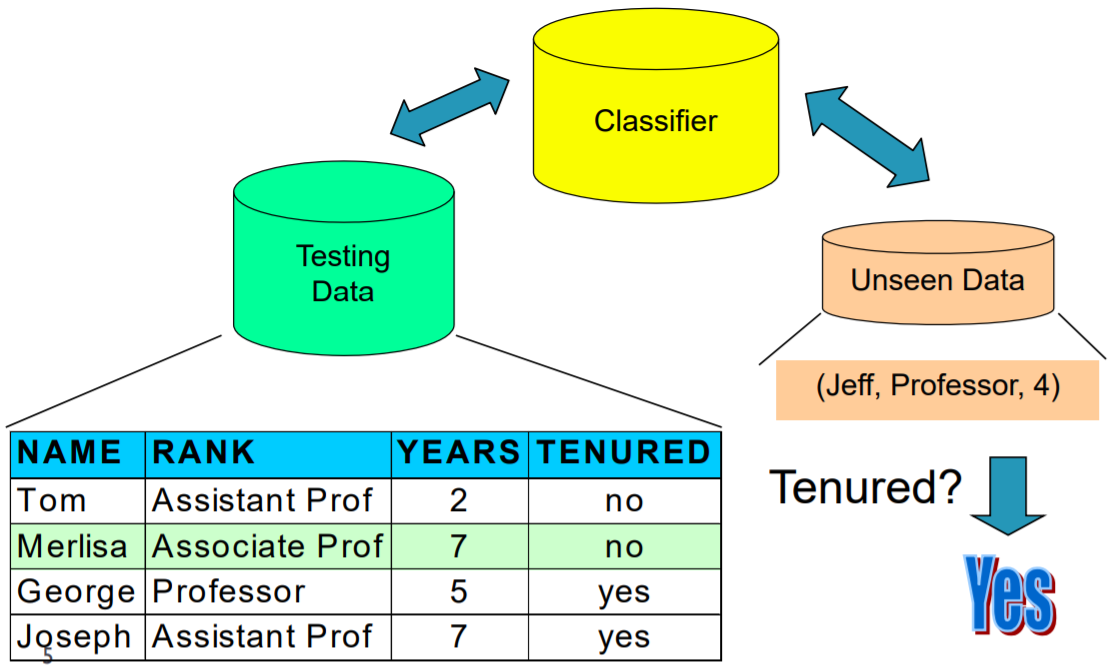 Classifier
Testing
Data
Unseen Data
(Jeff, Professor, 4)
NAME RANK YEARS TENURED
Tom Assistant Prof 2 no
Merlisa Associate Prof 7 no
George Professor 5 yes
Joseph Assistant Prof 7 yes
Tenured?
Yes
5